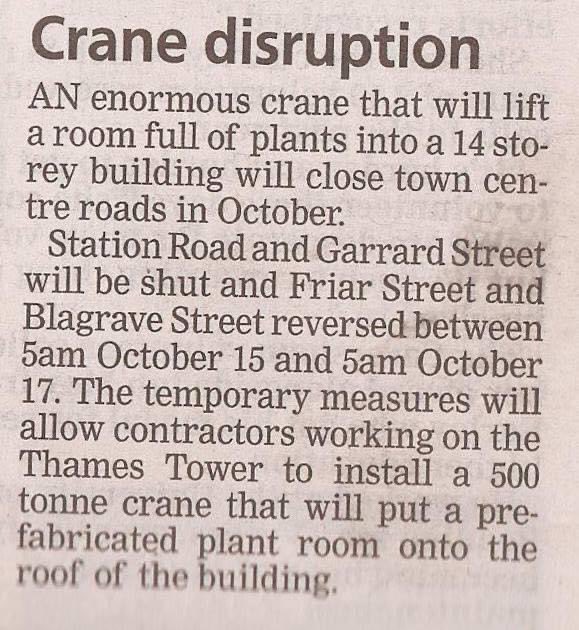 Crane disruption
AN enormous crane that will lift
a room full of plants into a 14 sto-
rey building will close town cen-
tre roads in October.
Station Road and Garrard Street
will be shut and Friar Street and
Blagrave Street reversed between
5am October 15 and 5am October
17. The temporary measures will
allow contractors working on the
Thames Tower to install a 500
tonne crane that will put a pre-
fabricated plant room onto the
roof of the building.